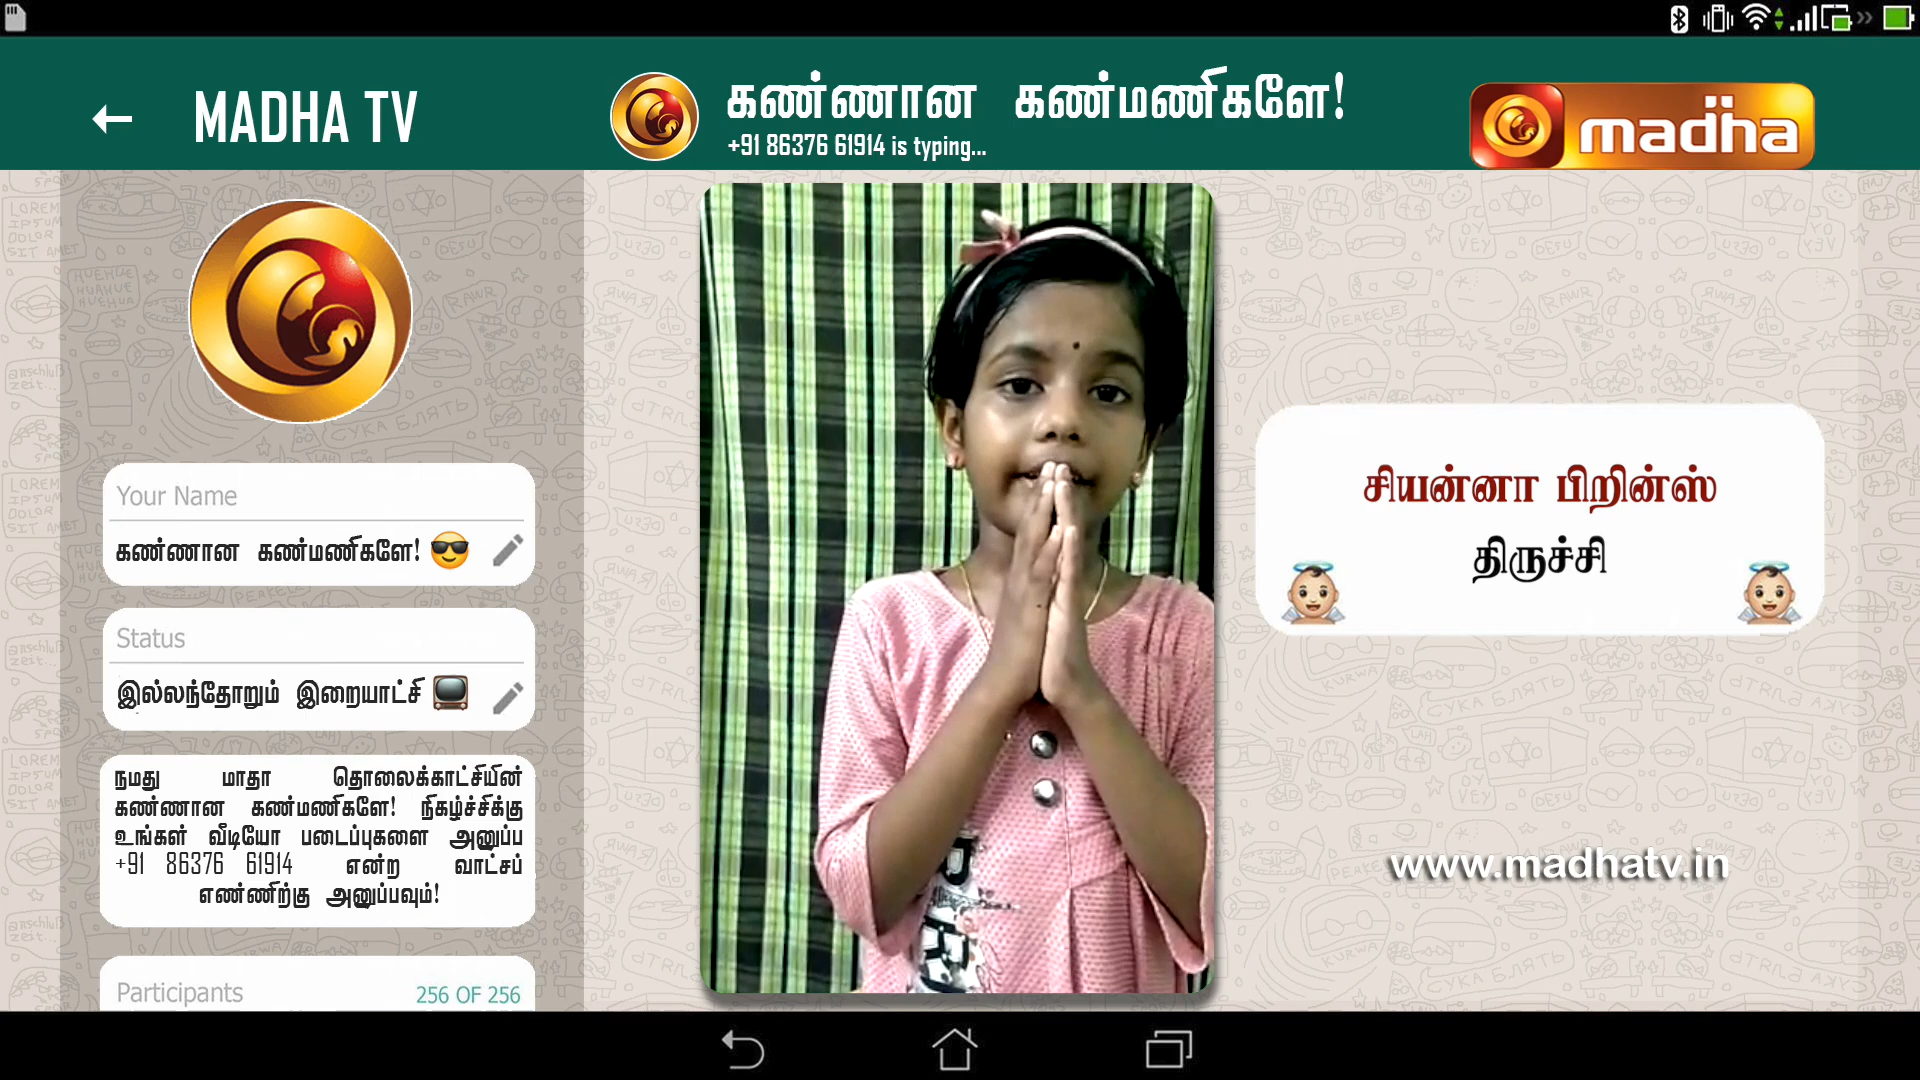 MADHA TV
கண்ணான கண்மணிகளே!
+91 86376 61914 is typing...
madha
Your Name
கண்ணான கண்மணிகளே! 😎
Status
இல்லந்தோறும் இறையாட்சி 📺
நமது மாதா தொலைக்காட்சியின்
கண்ணான கண்மணிகளே! நிகழ்ச்சிக்கு
உங்கள் வீடியோ படைப்புகளை அனுப்ப
+91 86376 61914 என்ற வாட்சப்
எண்ணிற்கு அனுப்பவும்!
Participants 256 OF 256
சியன்னா பிறின்ஸ்
திருச்சி
www.madhatv.in